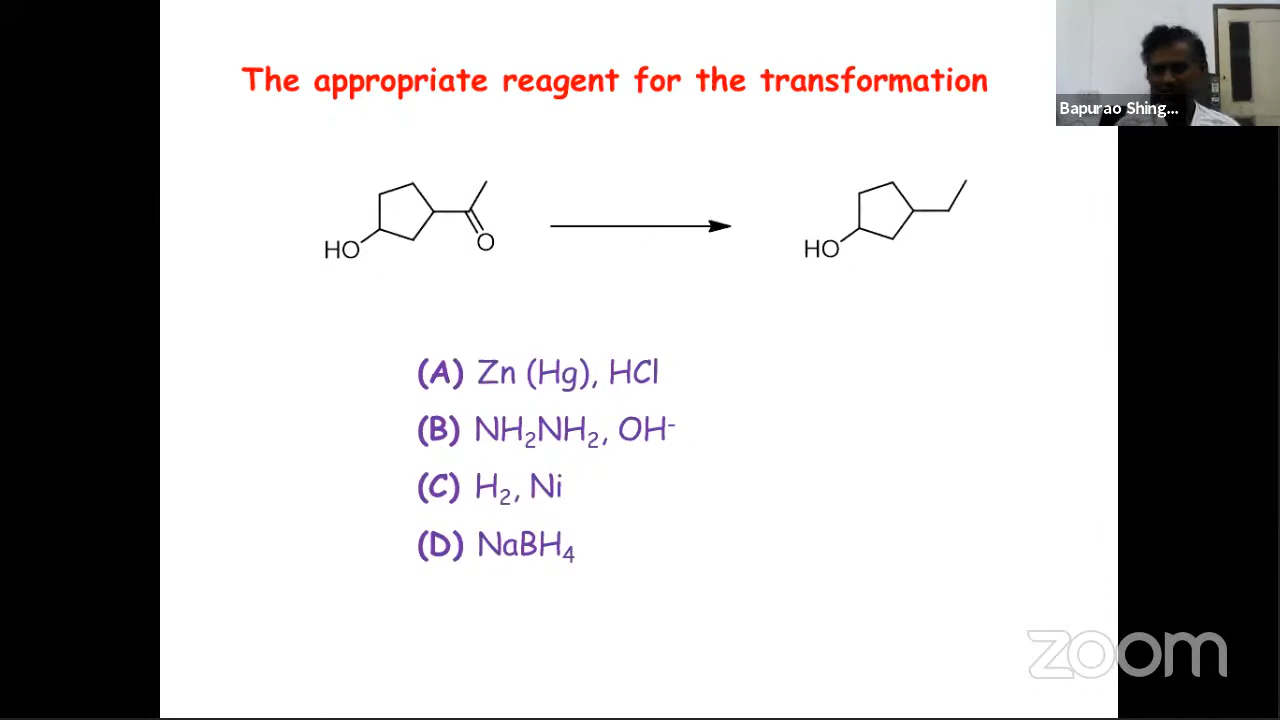 The appropriate reagent for the transformation
Bapurao Shing...
HO
O
HO
(A) Zn (Hg), HCl
(B) NH₂NH₂, OH⁻
(C) H₂, Ni
(D) NaBH₄
zoom